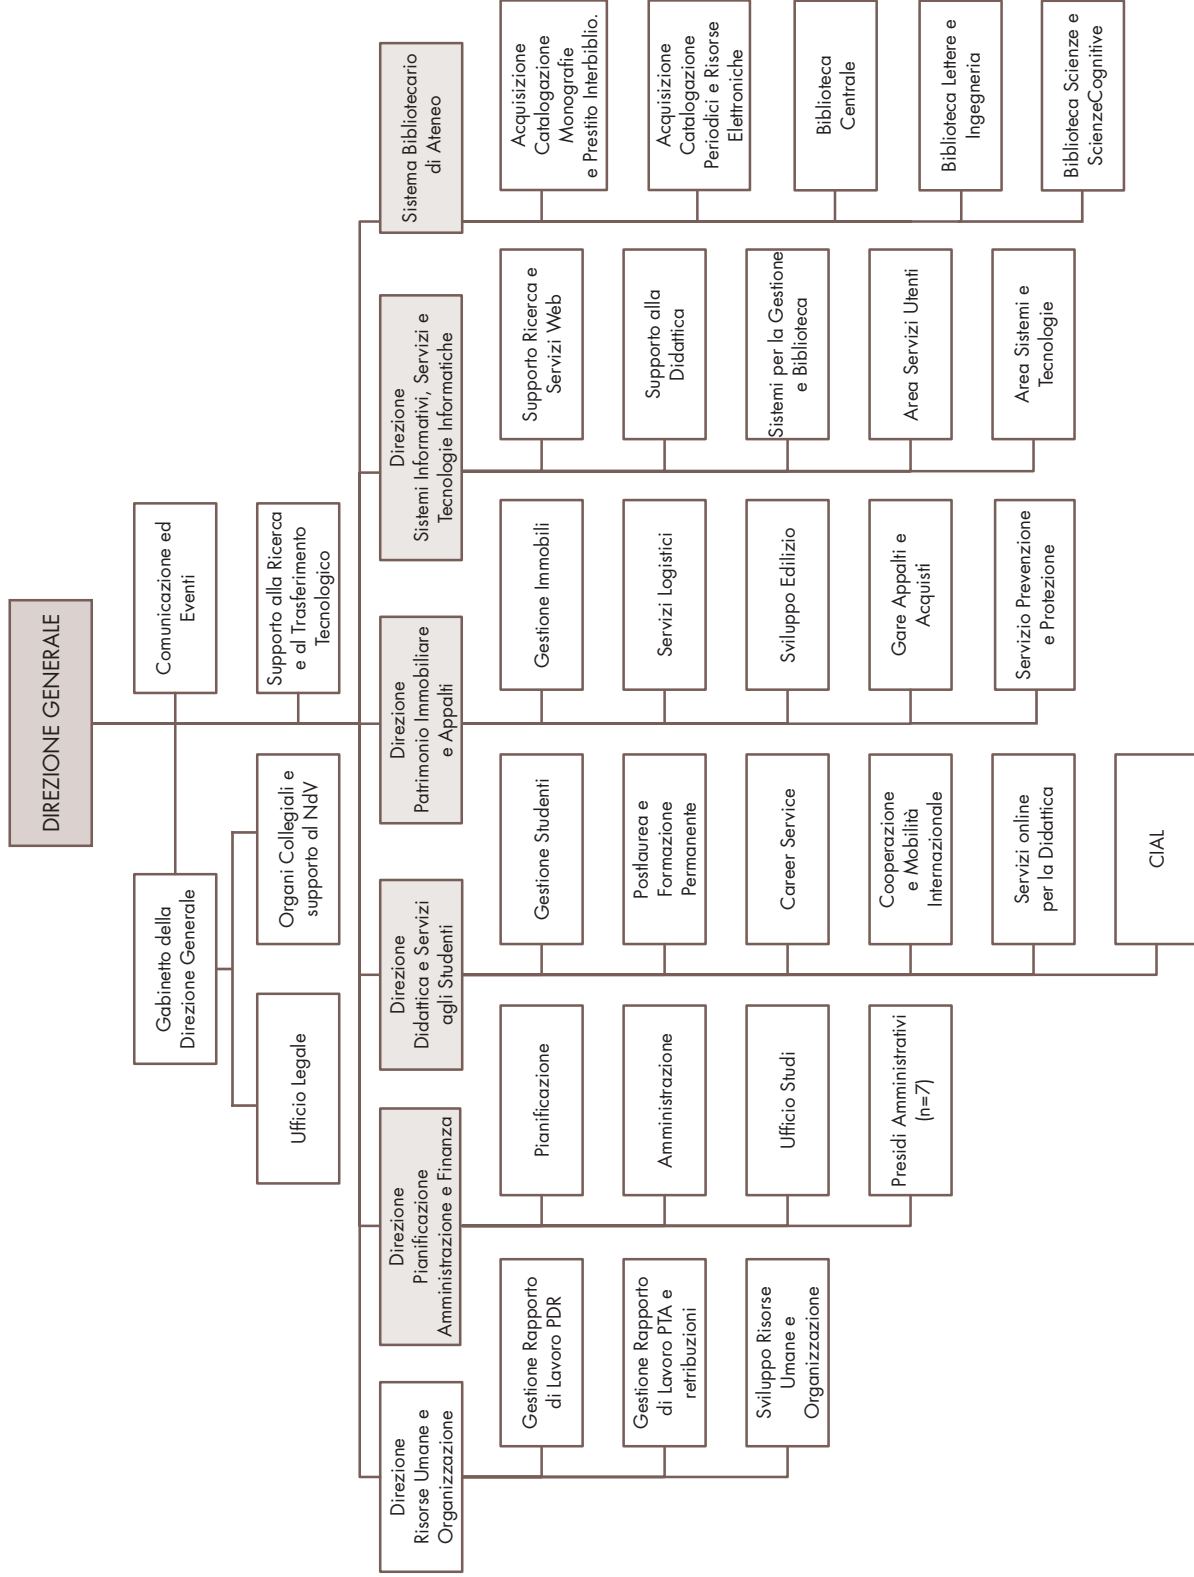 DIREZIONE GENERALE
Gabinetto della
Direzione Generale
Comunicazione ed
Eventi
Ufficio Legale
Organi Collegiali e
supporto al NdV
Supporto alla Ricerca
e al Trasferimento
Tecnologico
Direzione
Risorse Umane e
Organizzazione
Gestione Rapporto
di Lavoro PDR
Gestione Rapporto
di Lavoro PTA e
retribuzioni
Sviluppo Risorse
Umane e
Organizzazione
Direzione
Pianificazione
Amministrazione e Finanza
Pianificazione
Amministrazione
Ufficio Studi
Presidi Amministrativi
(n=7)
Direzione
Didattica e Servizi
agli Studenti
Gestione Studenti
Postlaurea e
Formazione
Permanente
Career Service
Cooperazione
e Mobilità
Internazionale
Servizi online
per la Didattica
CIAL
Direzione
Patrimonio Immobiliare
e Appalti
Gestione Immobili
Servizi Logistici
Sviluppo Edilizio
Gare Appalti e
Acquisti
Servizio Prevenzione
e Protezione
Direzione
Sistemi Informativi, Servizi e
Tecnologie Informatiche
Supporto Ricerca e
Servizi Web
Supporto alla
Didattica
Sistemi per la Gestione
e Biblioteca
Area Servizi Utenti
Area Sistemi e
Tecnologie
Sistema Bibliotecario
di Ateneo
Acquisizione
Catalogazione
Monografie
e Prestito Interbiblio.
Acquisizione
Catalogazione
Periodici e Risorse
Elettroniche
Biblioteca
Centrale
Biblioteca Lettere e
Ingegneria
Biblioteca Scienze e
ScienzeCognitive